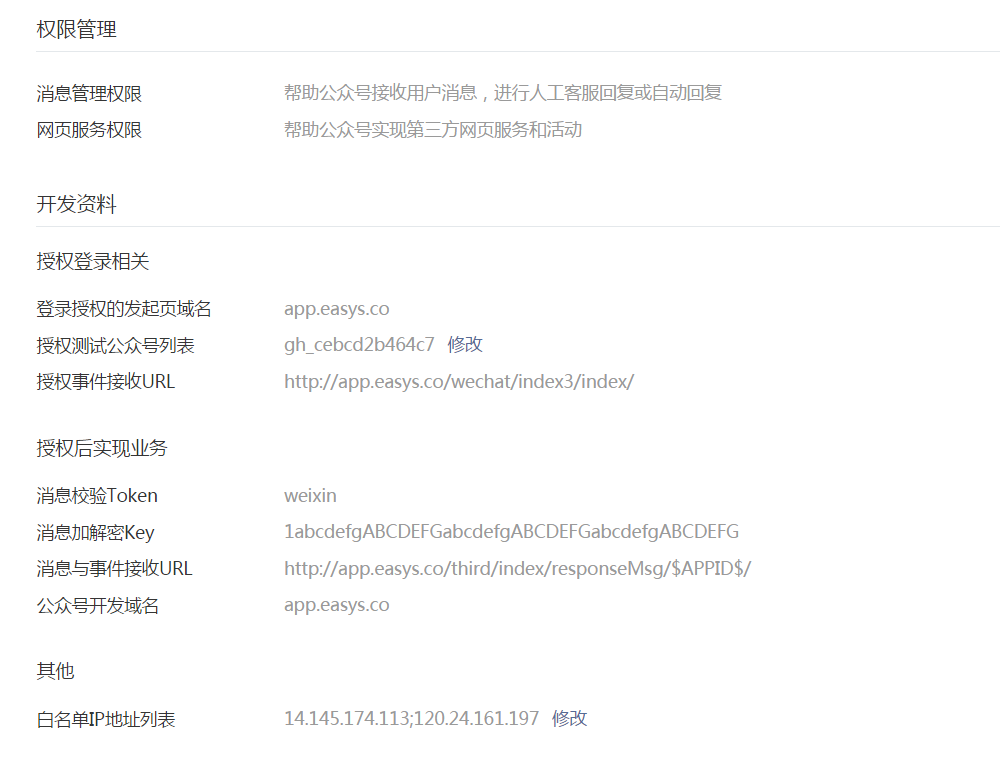 权限管理
消息管理权限 帮助公众号接收用户消息，进行人工客服回复或自动回复
网页服务权限 帮助公众号实现第三方网页服务和活动
开发资料
授权登录相关
登录授权的发起页域名 app.easys.co
授权测试公众号列表 gh_cebcd2b464c7 修改
授权事件接收URL http://app.easys.co/wechat/index3/index/
授权后实现业务
消息校验Token weixin
消息加解密Key 1abcdefgABCDEFGabcdefgABCDEFGabcdefgABCDEFG
消息与事件接收URL http://app.easys.co/third/index/responseMsg/$APPID$/
公众号开发域名 app.easys.co
其他
白名单IP地址列表 14.145.174.113;120.24.161.197 修改